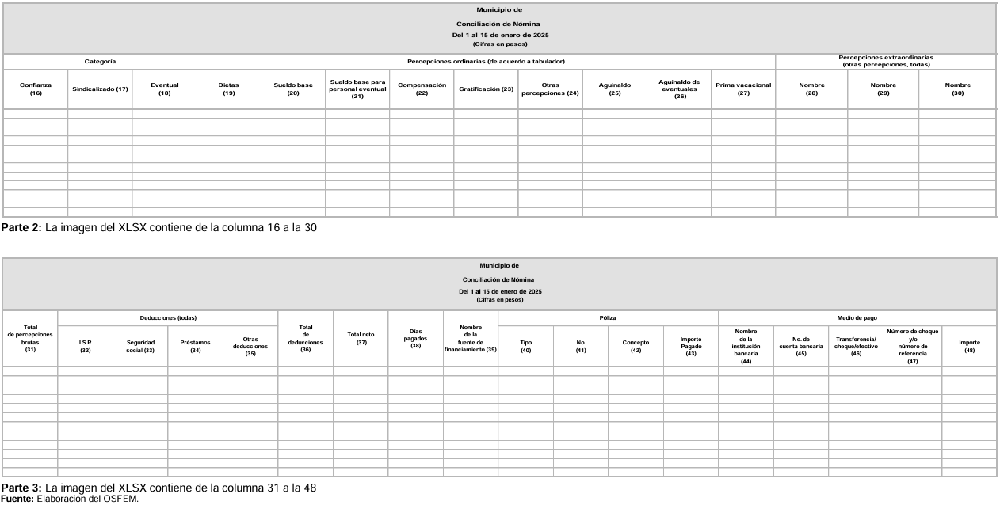 Municipio de
Conciliación de Nómina
Del 1 al 15 de enero de 2025
(Cifras en pesos)
Categoría
Percepciones ordinarias (de acuerdo a tabulador)
Percepciones extraordinarias
(otras percepciones, todas)
Confianza
(16)
Sindicalizado (17)
Eventual
(18)
Dietas
(19)
Sueldo base
(20)
Sueldo base para
personal eventual
(21)
Compensación
(22)
Gratificación (23)
Otras
percepciones (24)
Aguinaldo
(25)
Aguinaldo de
eventuales
(26)
Prima vacacional
(27)
Nombre
(28)
Nombre
(29)
Nombre
(30)
Parte 2: La imagen del XLSX contiene de la columna 16 a la 30
Municipio de
Conciliación de Nómina
Del 1 al 15 de enero de 2025
(Cifras en pesos)
Total
de percepciones
brutas
(31)
Deducciones (todas)
I.S.R
(32)
Seguridad
social (33)
Préstamos
(34)
Otras
deducciones
(35)
Total
de
deducciones
(36)
Total neto
(37)
Días
pagados
(38)
Nombre
de la
fuente de
financiamiento (39)
Póliza
Tipo
(40)
No.
(41)
Concepto
(42)
Importe
Pagado
(43)
Medio de pago
Nombre
de la
institución
bancaria
(44)
No. de
cuenta bancaria
(45)
Transferencia/
cheque/efectivo
(46)
Número de cheque
y/o
número de
referencia
(47)
Importe
(48)
Parte 3: La imagen del XLSX contiene de la columna 31 a la 48
Fuente: Elaboración del OSFEM.